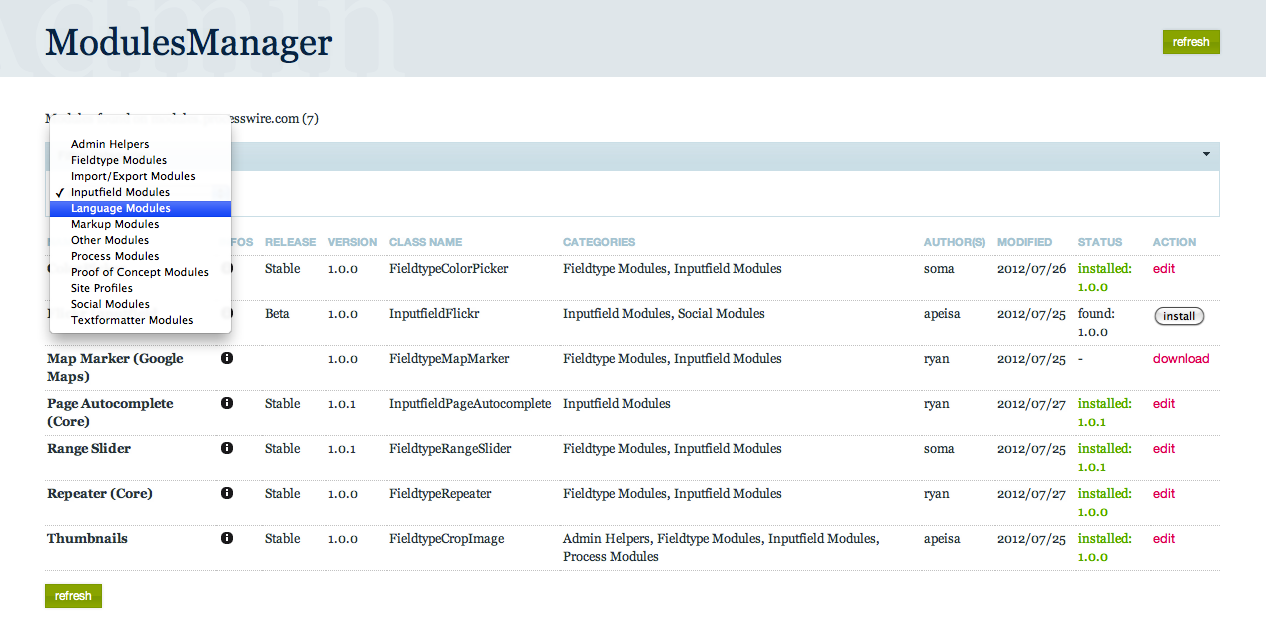 Admin
ModulesManager
refresh
esswire.com (7)
Admin Helpers
Fieldtype Modules
Import/Export Modules
✓ Inputfield Modules
Language Modules
Markup Modules
Other Modules
Process Modules
Proof of Concept Modules
Site Profiles
Social Modules
Textformatter Modules
FOS RELEASE VERSION CLASS NAME CATEGORIES AUTHOR(S) MODIFIED STATUS ACTION
Stable 1.0.0 FieldtypeColorPicker Fieldtype Modules, Inputfield Modules soma 2012/07/26 installed: edit
1.0.0
Beta 1.0.0 InputfieldFlickr Inputfield Modules, Social Modules apeisa 2012/07/25 found: install
1.0.0
Map Marker (Google 1.0.0 FieldtypeMapMarker Fieldtype Modules, Inputfield Modules ryan 2012/07/25 - download
Maps)
Page Autocomplete Stable 1.0.1 InputfieldPageAutocomplete Inputfield Modules ryan 2012/07/27 installed: edit
(Core) 1.0.1
Range Slider Stable 1.0.1 FieldtypeRangeSlider Fieldtype Modules, Inputfield Modules soma 2012/07/25 installed: edit
1.0.1
Repeater (Core) Stable 1.0.0 FieldtypeRepeater Fieldtype Modules, Inputfield Modules ryan 2012/07/27 installed: edit
1.0.0
Thumbnails Stable 1.0.0 FieldtypeCropImage Admin Helpers, Fieldtype Modules, Inputfield Modules, apeisa 2012/07/25 installed: edit
Process Modules 1.0.0
refresh